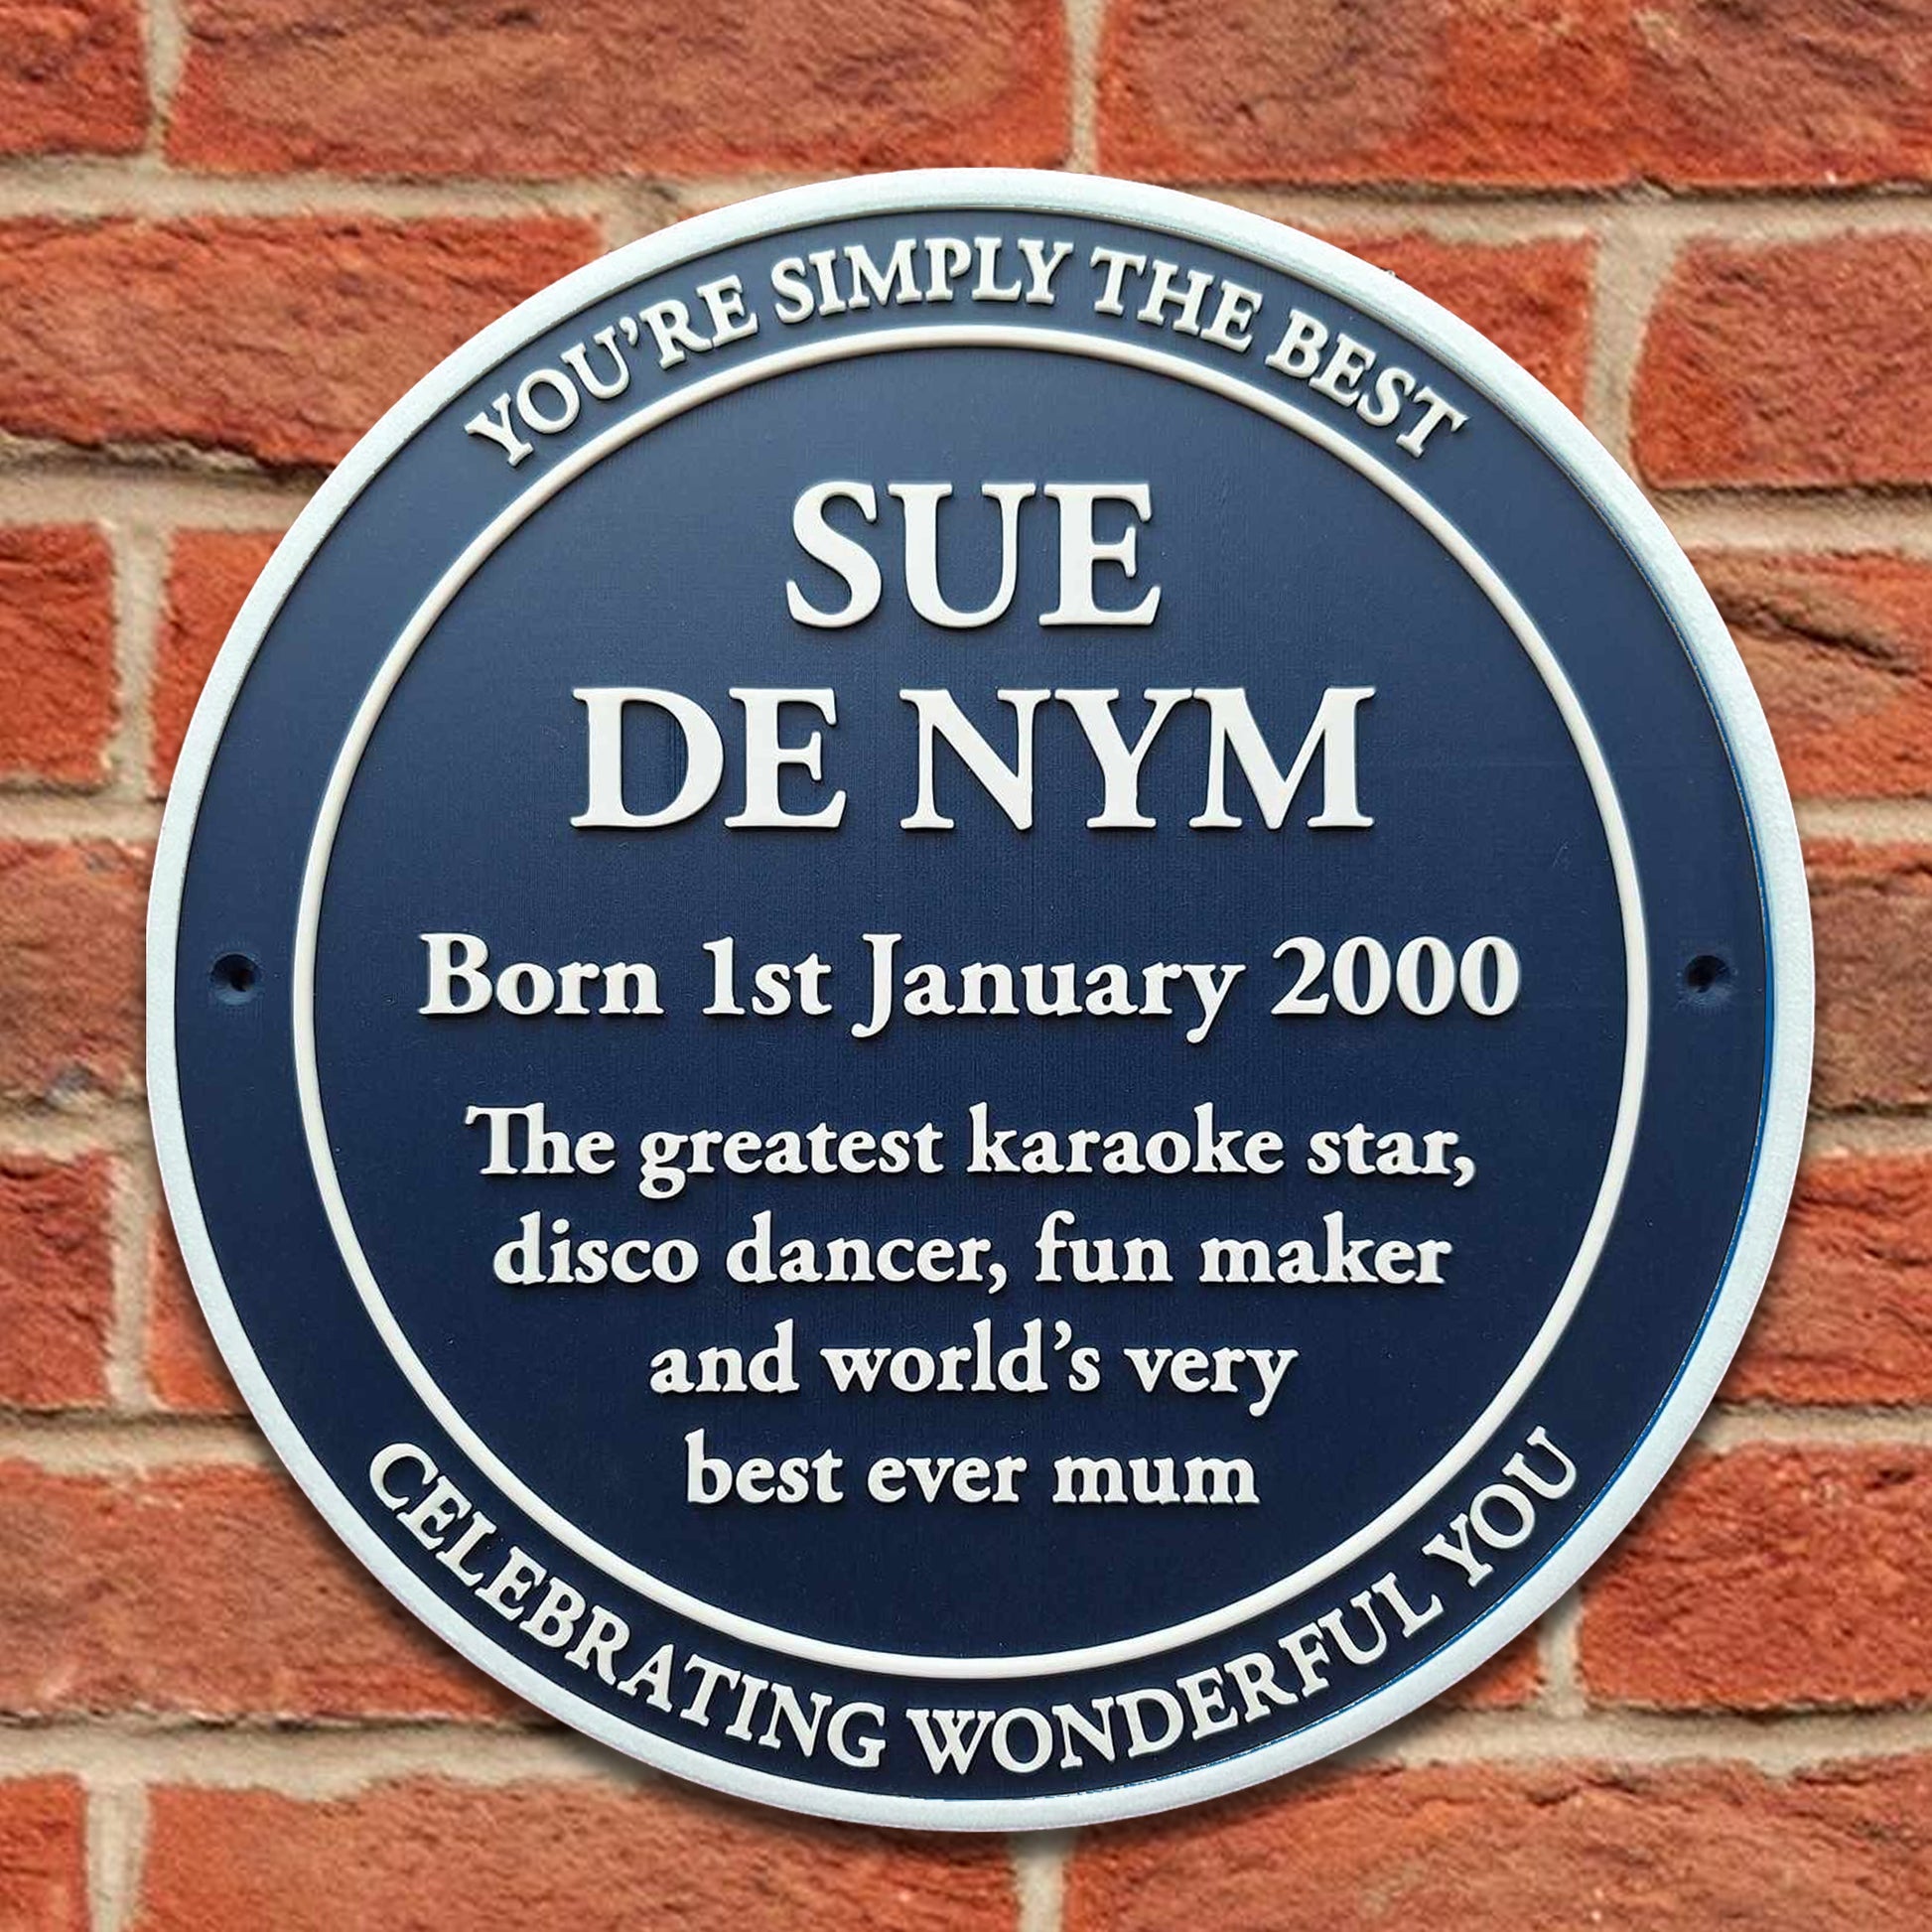 YOU'RE SIMPLY THE BEST
SUE
DE NYM
Born 1st January 2000
The greatest karaoke star,
disco dancer, fun maker
and world's very
best ever mum
CELEBRATING WONDERFUL YOU